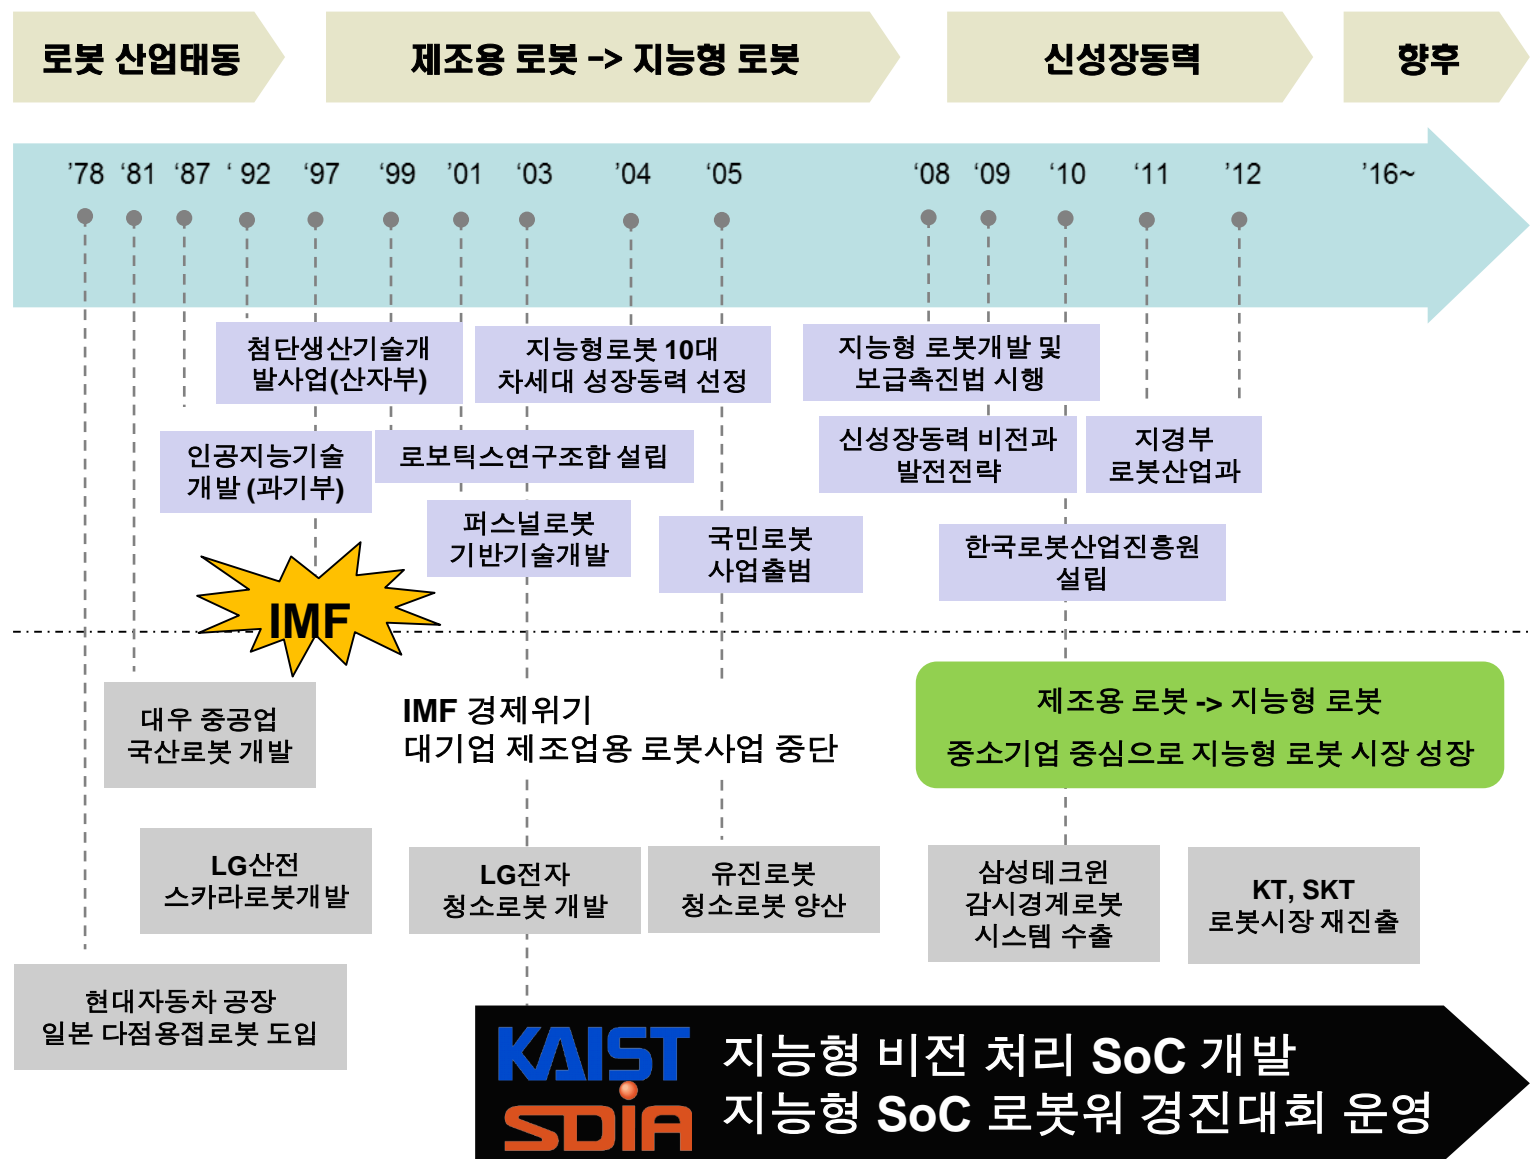 로봇 산업태동
제조용 로봇 -> 지능형 로봇
신성장동력
향후
’78 ‘81 ‘87 ‘ 92 ‘97 ‘99 ’01 ‘03 ’04 ‘05 ‘08 ‘09 ‘10 ‘11 ’12 ’16~
첨단생산기술개
발사업(산자부)
지능형로봇 10대
차세대 성장동력 선정
지능형 로봇개발 및
보급촉진법 시행
인공지능기술
개발 (과기부)
로보틱스연구조합 설립
신성장동력 비전과
발전전략
지경부
로봇산업과
퍼스널로봇
기반기술개발
국민로봇
사업출범
한국로봇산업진흥원
설립
IMF
대우 중공업
국산로봇 개발
IMF 경제위기
대기업 제조업용 로봇사업 중단
제조용 로봇 -> 지능형 로봇
중소기업 중심으로 지능형 로봇 시장 성장
LG산전
스카라로봇개발
LG전자
청소로봇 개발
유진로봇
청소로봇 양산
삼성테크윈
감시경계로봇
시스템 수출
KT, SKT
로봇시장 재진출
현대자동차 공장
일본 다점용접로봇 도입
KAIST
SDiA
지능형 비전 처리 SoC 개발
지능형 SoC 로봇워 경진대회 운영